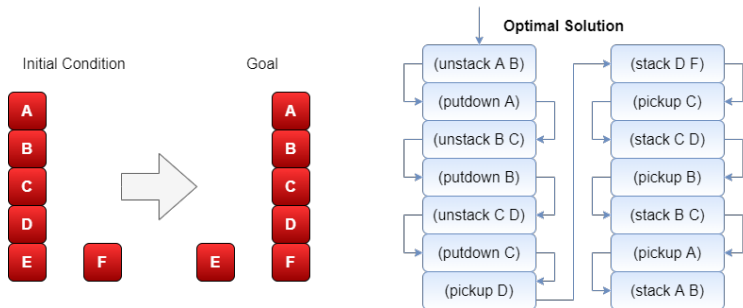 Optimal Solution
Initial Condition
Goal
A
B
C
D
E
F
A
B
C
D
E
F
(unstack A B)
(putdown A)
(unstack B C)
(putdown B)
(unstack C D)
(putdown C)
(pickup D)
(stack D F)
(pickup C)
(stack C D)
(pickup B)
(stack B C)
(pickup A)
(stack A B)